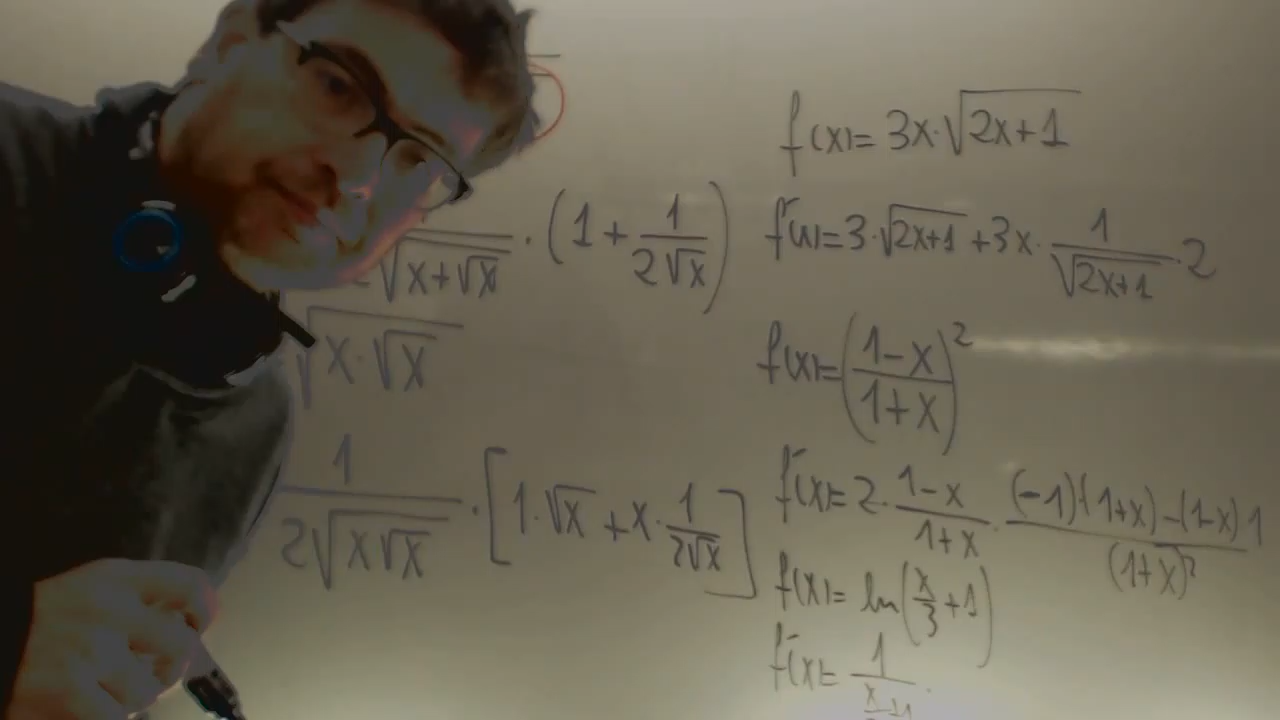 √(x+√x) · (1 + 1/(2√x))
√(x·√x)
1/(2√(x√x)) · [1·√x + x · 1/(2√x)]
f(x)= 3x·√(2x+1)
f'(x)= 3·√(2x+1) + 3x · 1/√(2x+1) · 2
f(x)= ((1-x)/(1+x))²
f'(x)= 2 · (1-x)/(1+x) · ((-1)(1+x)-(1-x)1)/(1+x)²
f(x)= ln(x/3 + 1)
f'(x)= 1